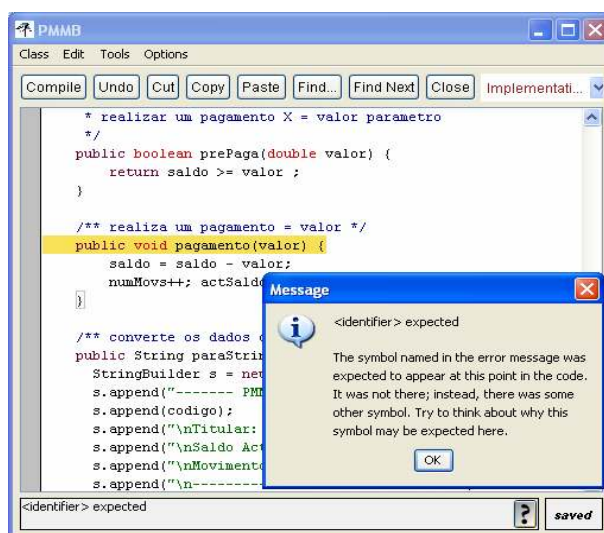 PMMB
Class Edit Tools Options
Compile Undo Cut Copy Paste Find... Find Next Close Implementati...
* realizar um pagamento X = valor parametro
*/
public boolean prePaga(double valor) {
return saldo >= valor ;
}
/** realiza um pagamento = valor */
public void pagamento(valor) {
saldo = saldo - valor;
numMovs++; actSaldo
}
/** converte os dados
public String paraStrin
StringBuilder s = new
s.append("------- PMM
s.append(codigo);
s.append("\nTitular:
s.append("\nSaldo Act
s.append("\nMovimento
s.append("\n---------
Message
<identifier> expected
The symbol named in the error message was
expected to appear at this point in the code.
It was not there; instead, there was some
other symbol. Try to think about why this
symbol may be expected here.
OK
<identifier> expected ? saved